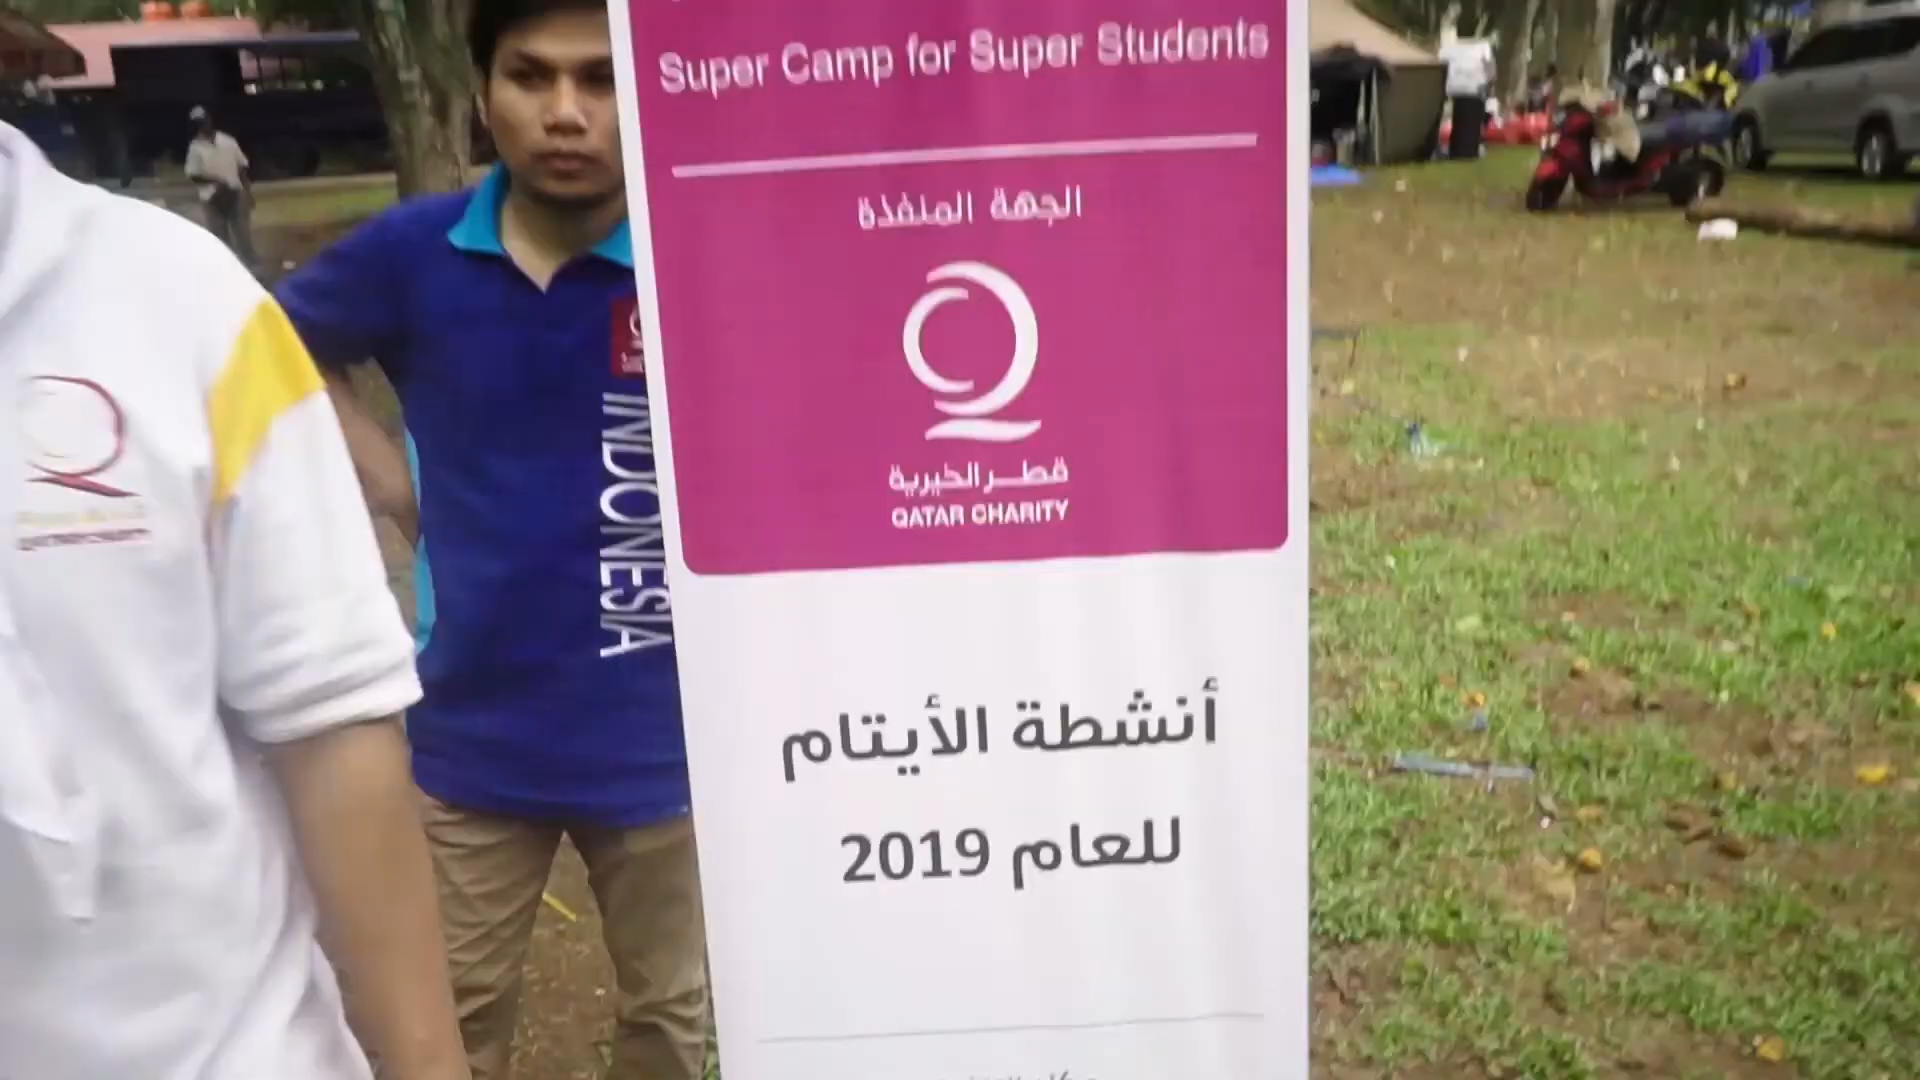 Super Camp for Super Students
الجهة المنفذة
قطر الخيرية
QATAR CHARITY
أنشطة الأيتام
للعام 2019
INDONESIA